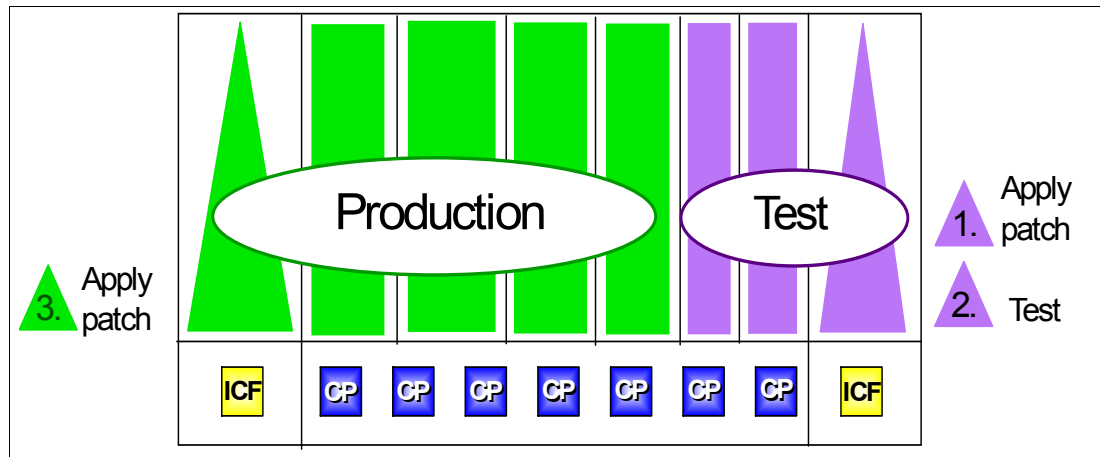 Production
Test
1.
Apply
patch
2.
Test
3.
Apply
patch
ICF
CP
CP
CP
CP
CP
CP
CP
ICF